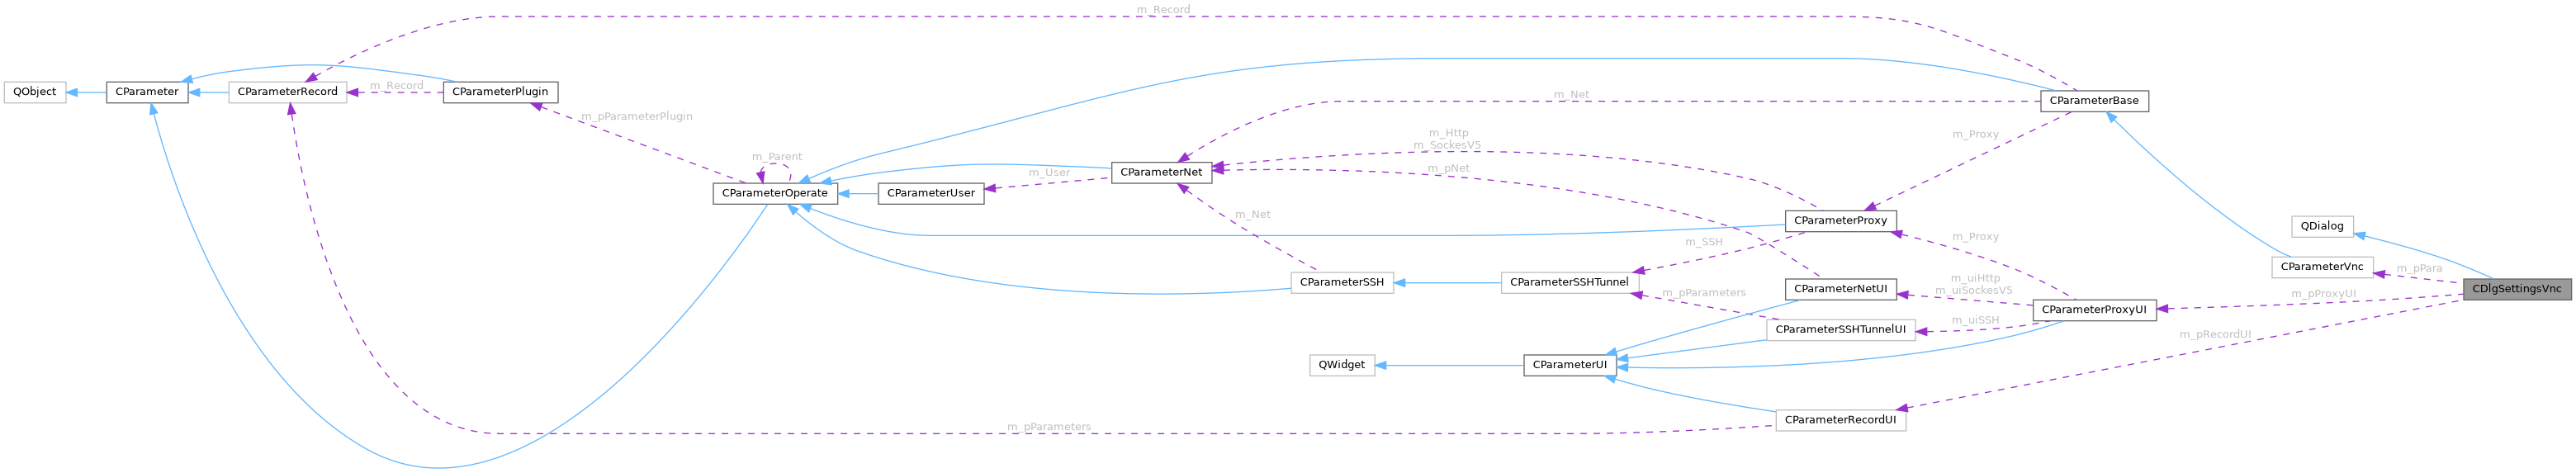 m_Record
QObject
CParameter
CParameterRecord
m_Record
CParameterPlugin
m_pParameterPlugin
m_Parent
CParameterOperate
CParameterUser
m_User
CParameterNet
m_Net
m_Http
m_SockesV5
m_pNet
m_Net
CParameterSSH
CParameterSSHTunnel
m_SSH
m_pParameters
CParameterBase
m_Proxy
CParameterProxy
m_Proxy
CParameterNetUI
m_uiHttp
m_uiSockesV5
CParameterSSHTunnelUI
m_uiSSH
CParameterProxyUI
QDialog
CParameterVnc
m_pPara
CDlgSettingsVnc
m_pProxyUI
m_pRecordUI
QWidget
CParameterUI
CParameterRecordUI
m_pParameters